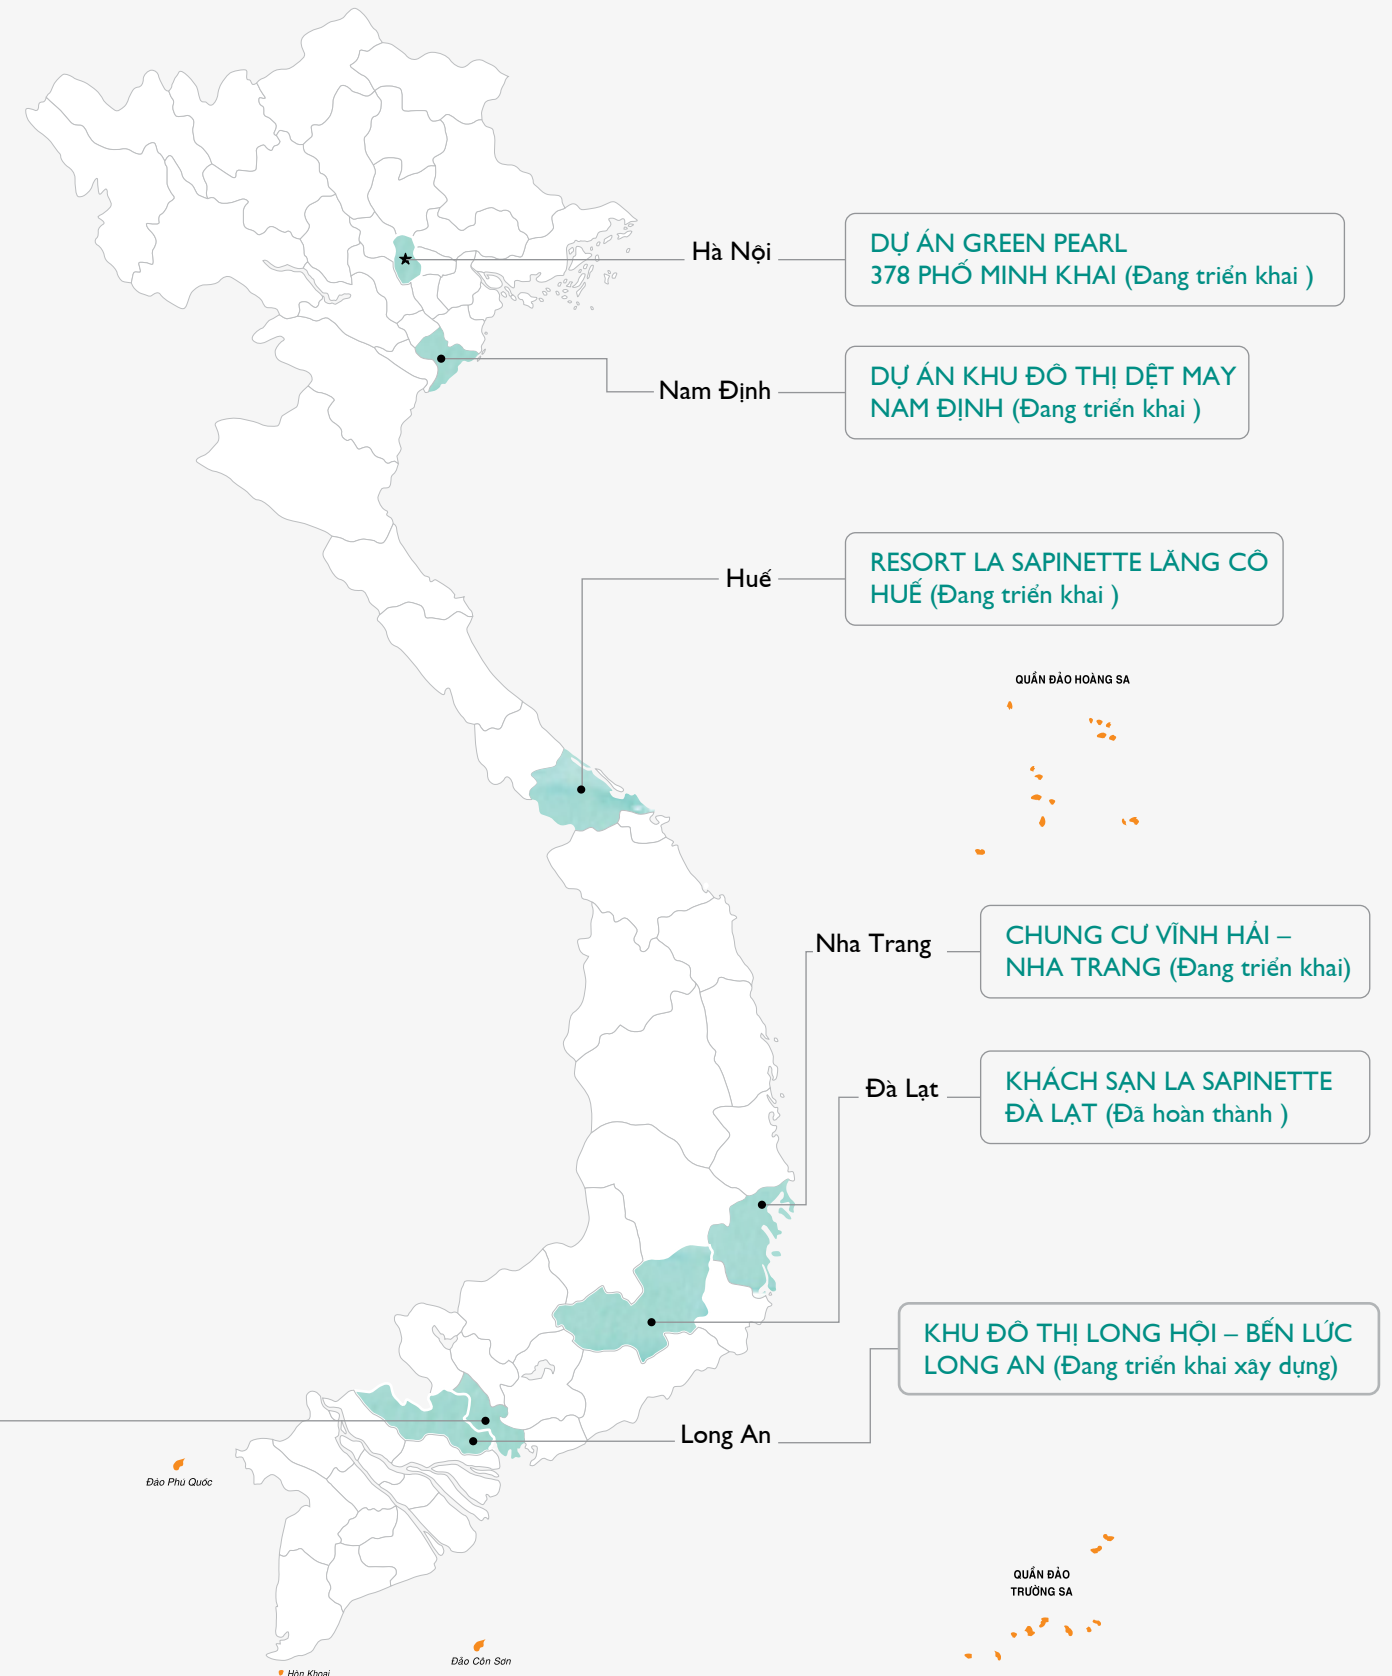 Hà Nội
DỰ ÁN GREEN PEARL
378 PHỐ MINH KHAI (Đang triển khai )
Nam Định
DỰ ÁN KHU ĐÔ THỊ DỆT MAY
NAM ĐỊNH (Đang triển khai )
Huế
RESORT LA SAPINETTE LĂNG CÔ
HUẾ (Đang triển khai )
QUẦN ĐẢO HOÀNG SA
Nha Trang
CHUNG CƯ VĨNH HẢI –
NHA TRANG (Đang triển khai)
Đà Lạt
KHÁCH SẠN LA SAPINETTE
ĐÀ LẠT (Đã hoàn thành )
KHU ĐÔ THỊ LONG HỘI – BẾN LỨC
LONG AN (Đang triển khai xây dựng)
Long An
Đảo Phú Quốc
QUẦN ĐẢO
TRƯỜNG SA
Đảo Côn Sơn
Hòn Khoai